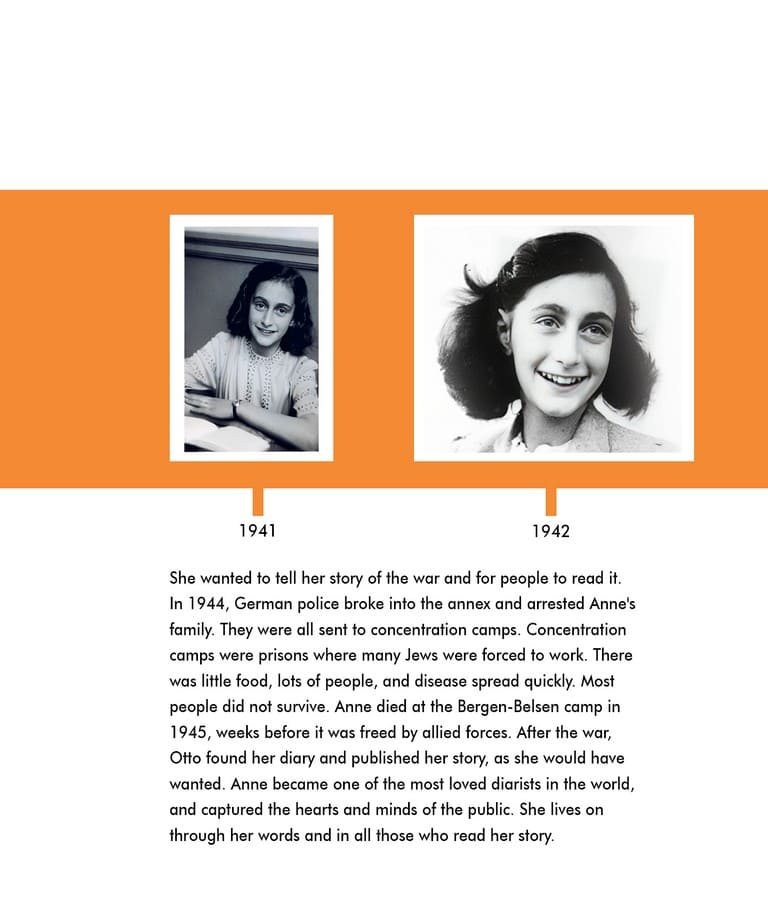 1941
1942
She wanted to tell her story of the war and for people to read it.
In 1944, German police broke into the annex and arrested Anne's
family. They were all sent to concentration camps. Concentration
camps were prisons where many Jews were forced to work. There
was little food, lots of people, and disease spread quickly. Most
people did not survive. Anne died at the Bergen-Belsen camp in
1945, weeks before it was freed by allied forces. After the war,
Otto found her diary and published her story, as she would have
wanted. Anne became one of the most loved diarists in the world,
and captured the hearts and minds of the public. She lives on
through her words and in all those who read her story.